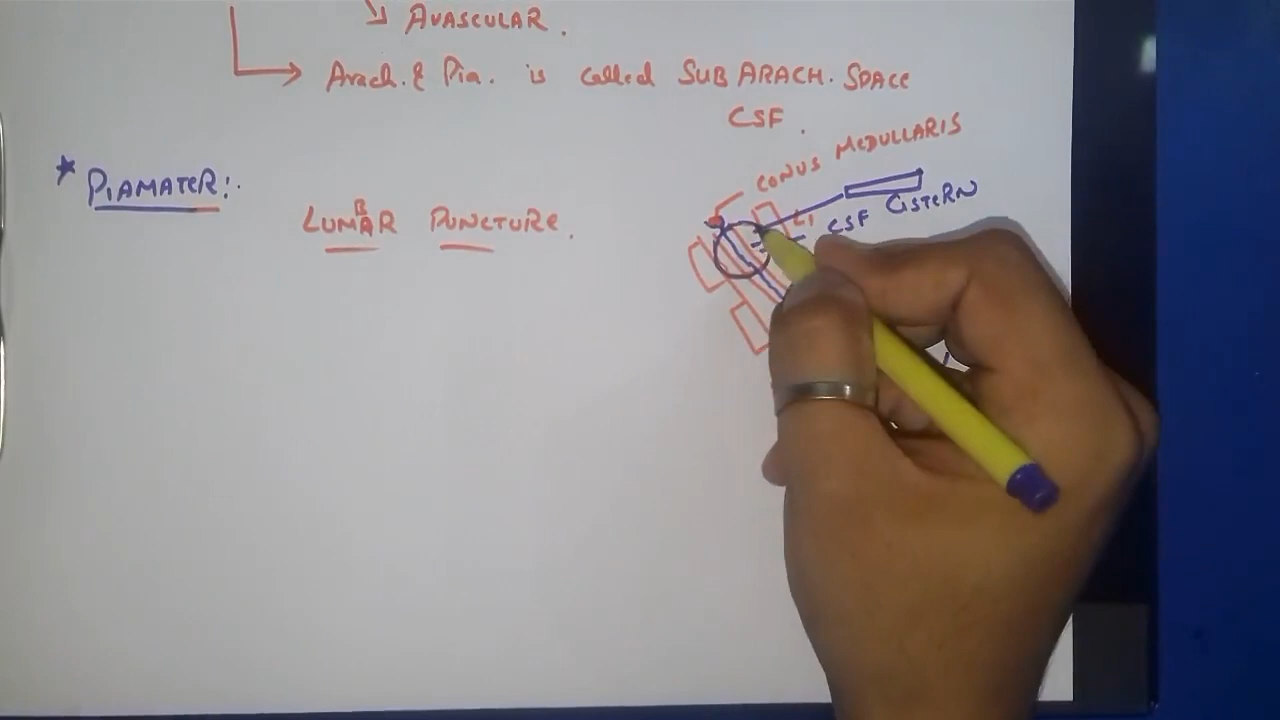 ↘ AVASCULAR.
→ Arach. & Pia. is called SUB ARACH. SPACE
CSF.
CONUS MEDULLARIS
* PIAMATER:.
LUMBAR PUNCTURE.
L1
CSF CISTERN